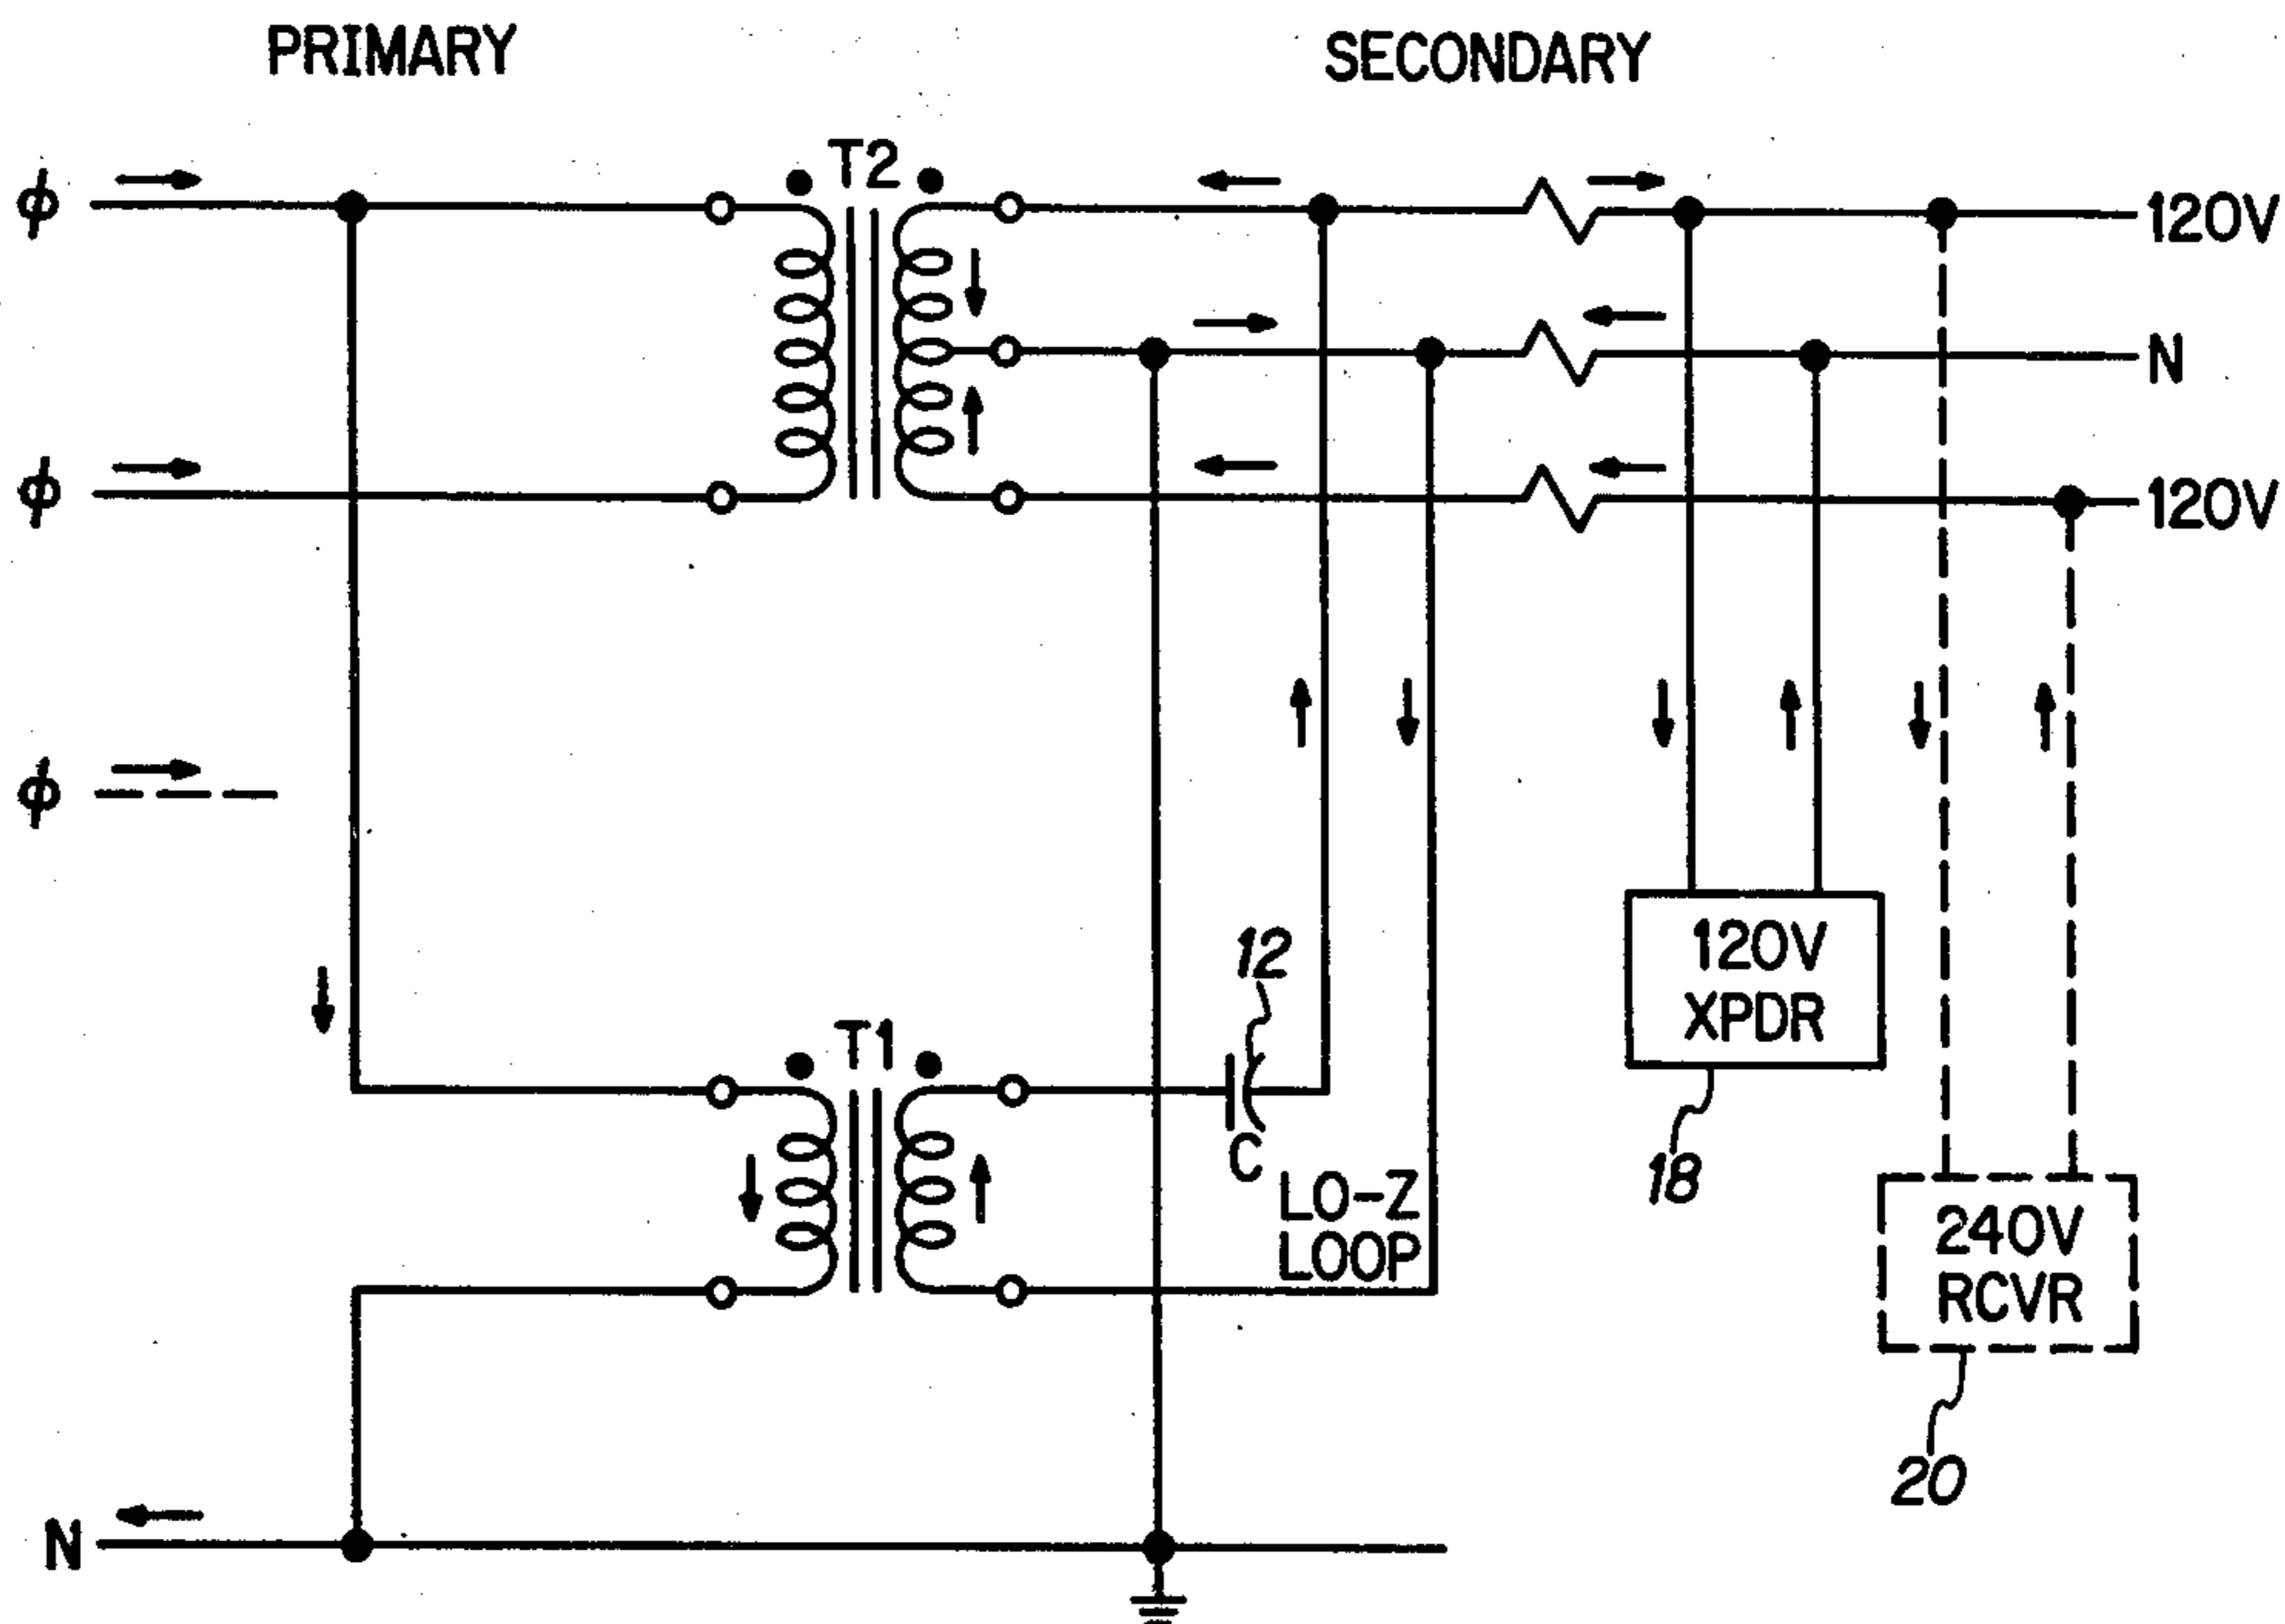 PRIMARY
SECONDARY
T2
ϕ
120V
N
ϕ
120V
ϕ
12
120V
XPDR
T1
C
18
LO-Z
LOOP
240V
RCVR
20
N